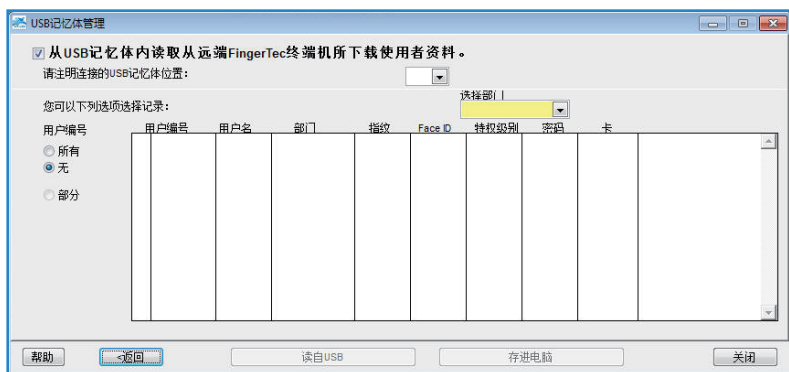 USB记忆体管理
从USB记忆体内读取从远端FingerTec终端机所下载使用者资料。
请注明连接的USB记忆体位置:
选择部门
您可以下列选项选择记录:
用户编号 用户编号 用户名 部门 指纹 Face ID 特权级别 密码 卡
所有
无
部分
帮助 <返回 读自USB 存进电脑 关闭